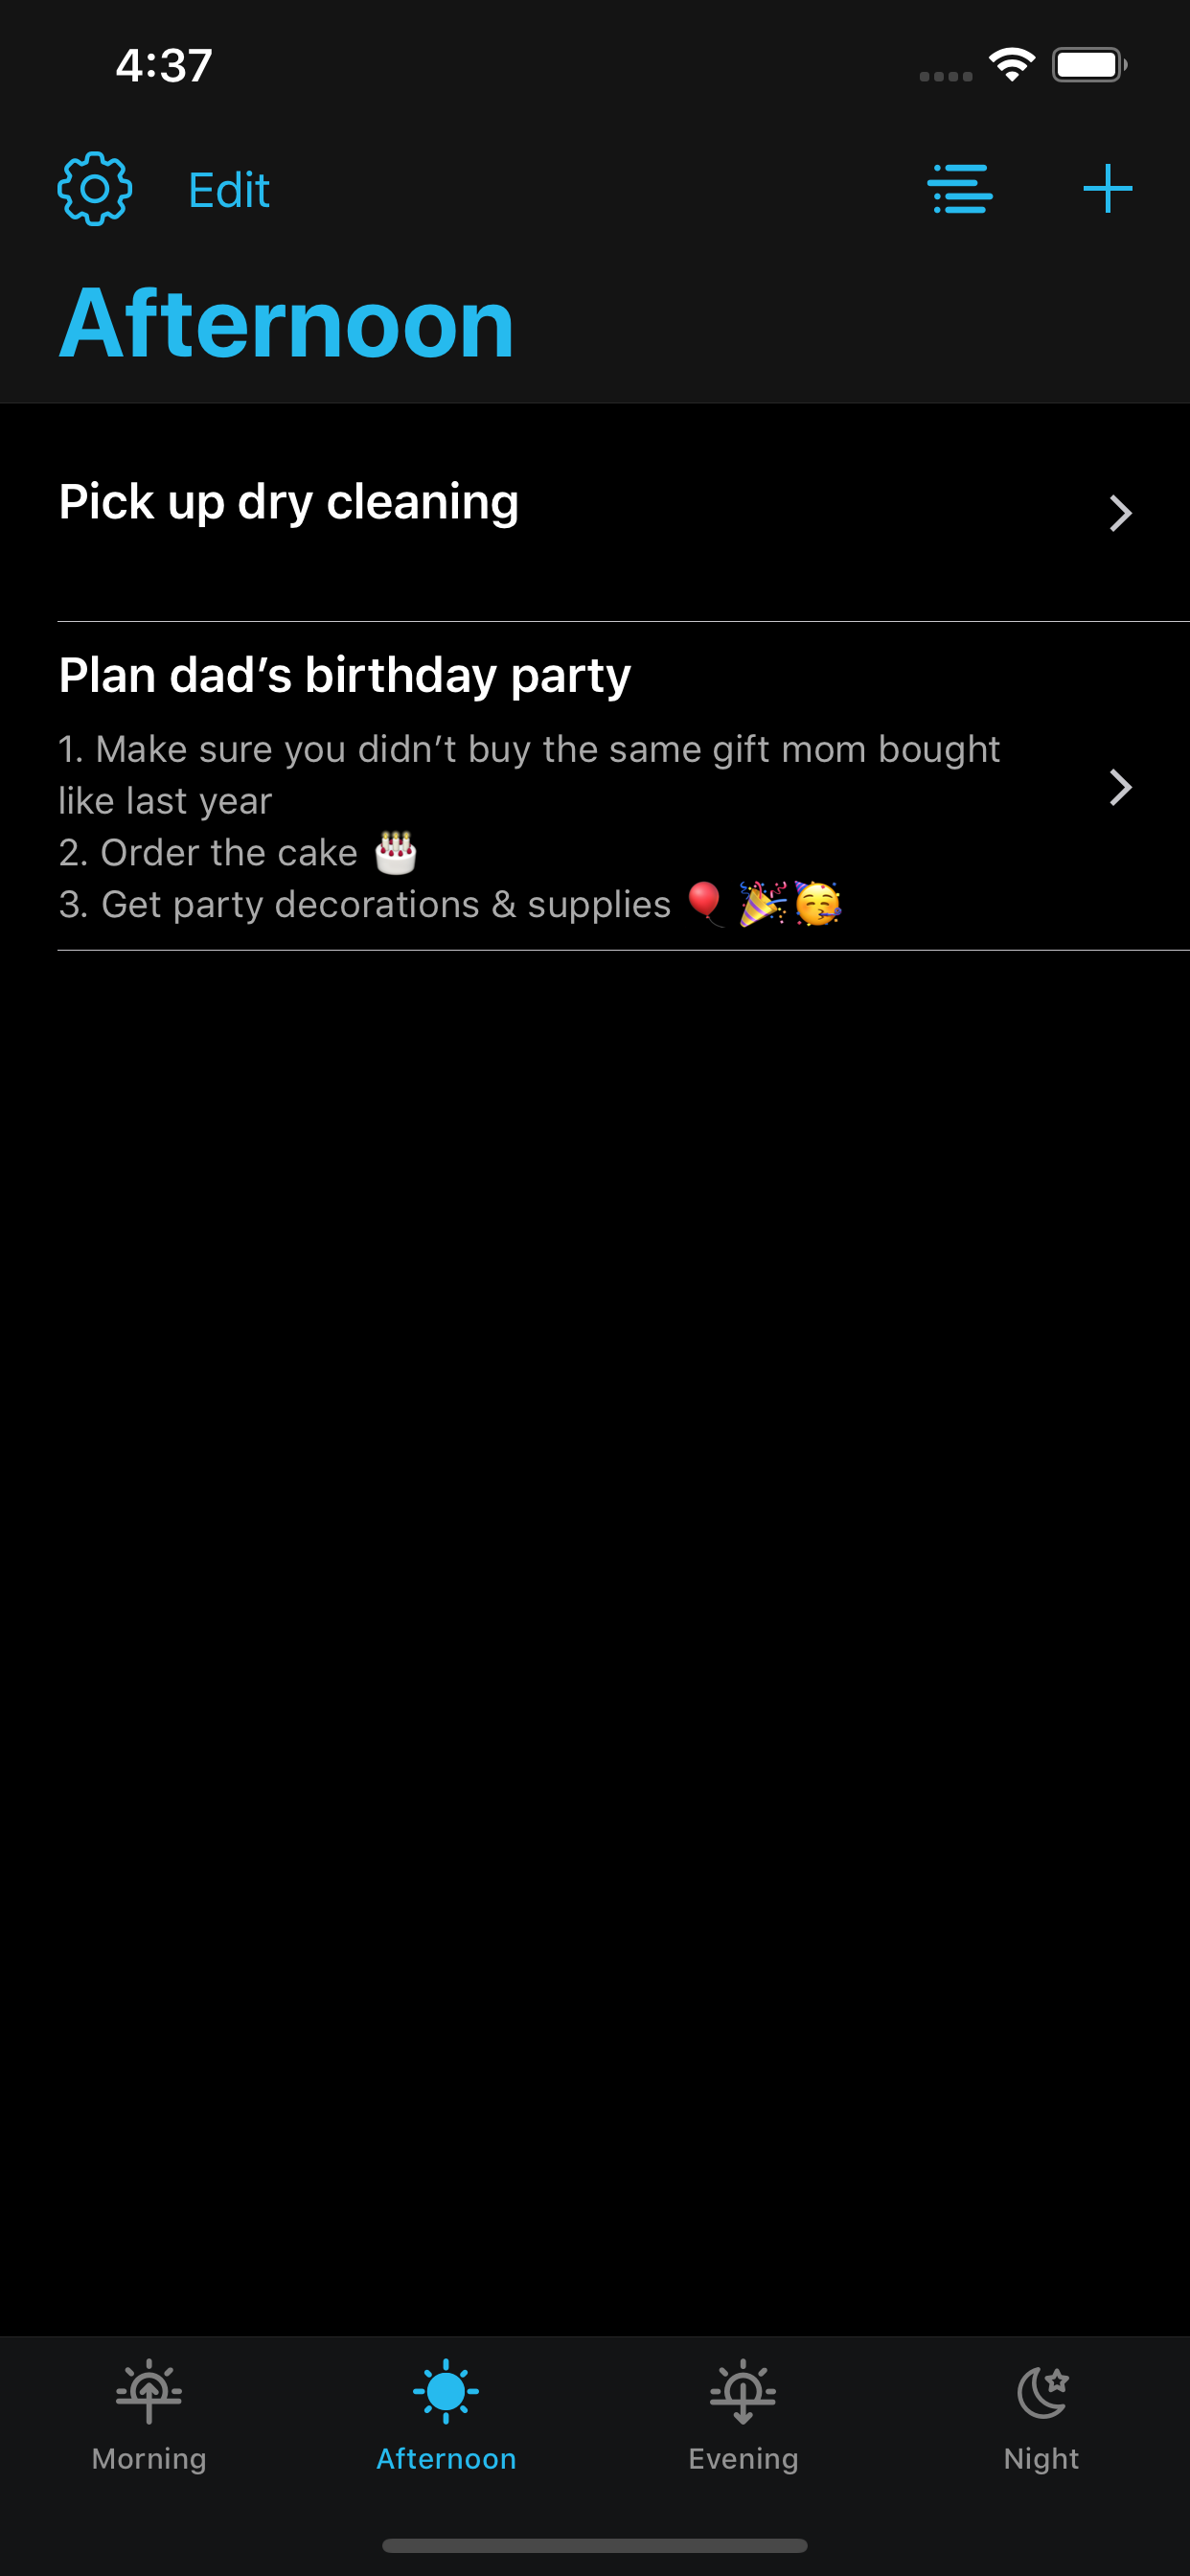 4:37
Edit
Afternoon
Pick up dry cleaning
Plan dad’s birthday party
1. Make sure you didn’t buy the same gift mom bought
like last year
2. Order the cake 🎂
3. Get party decorations & supplies 🎈🎉🥳
Morning
Afternoon
Evening
Night